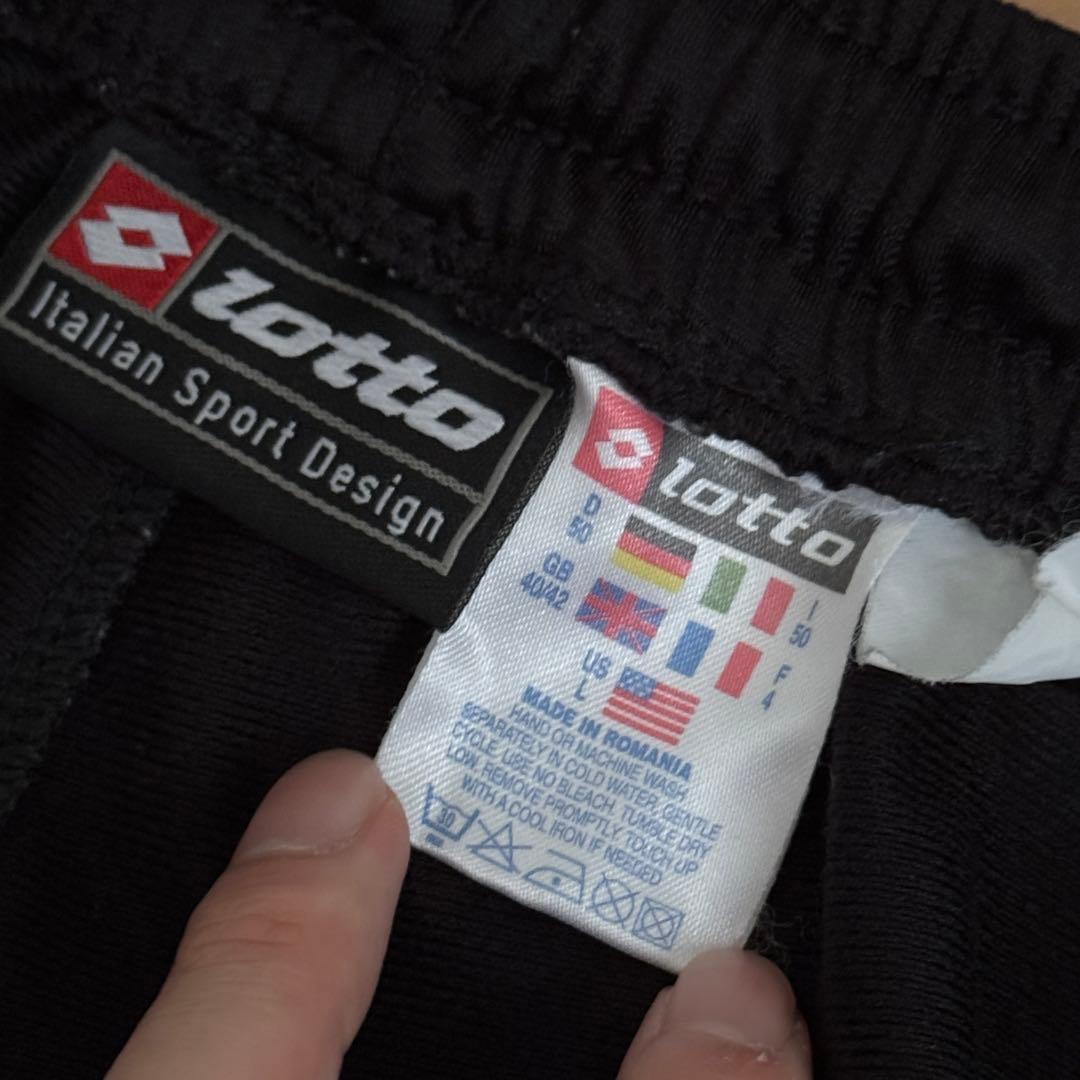 lotto
Italian Sport Design
lotto
D
50
I
50
GB
40/42
F
4
US
L
MADE IN ROMANIA
HAND OR MACHINE WASH
SEPARATELY IN COLD WATER, GENTLE
CYCLE. USE NO BLEACH. TUMBLE DRY
LOW. REMOVE PROMPTLY. TOUCH UP
WITH A COOL IRON IF NEEDED
30